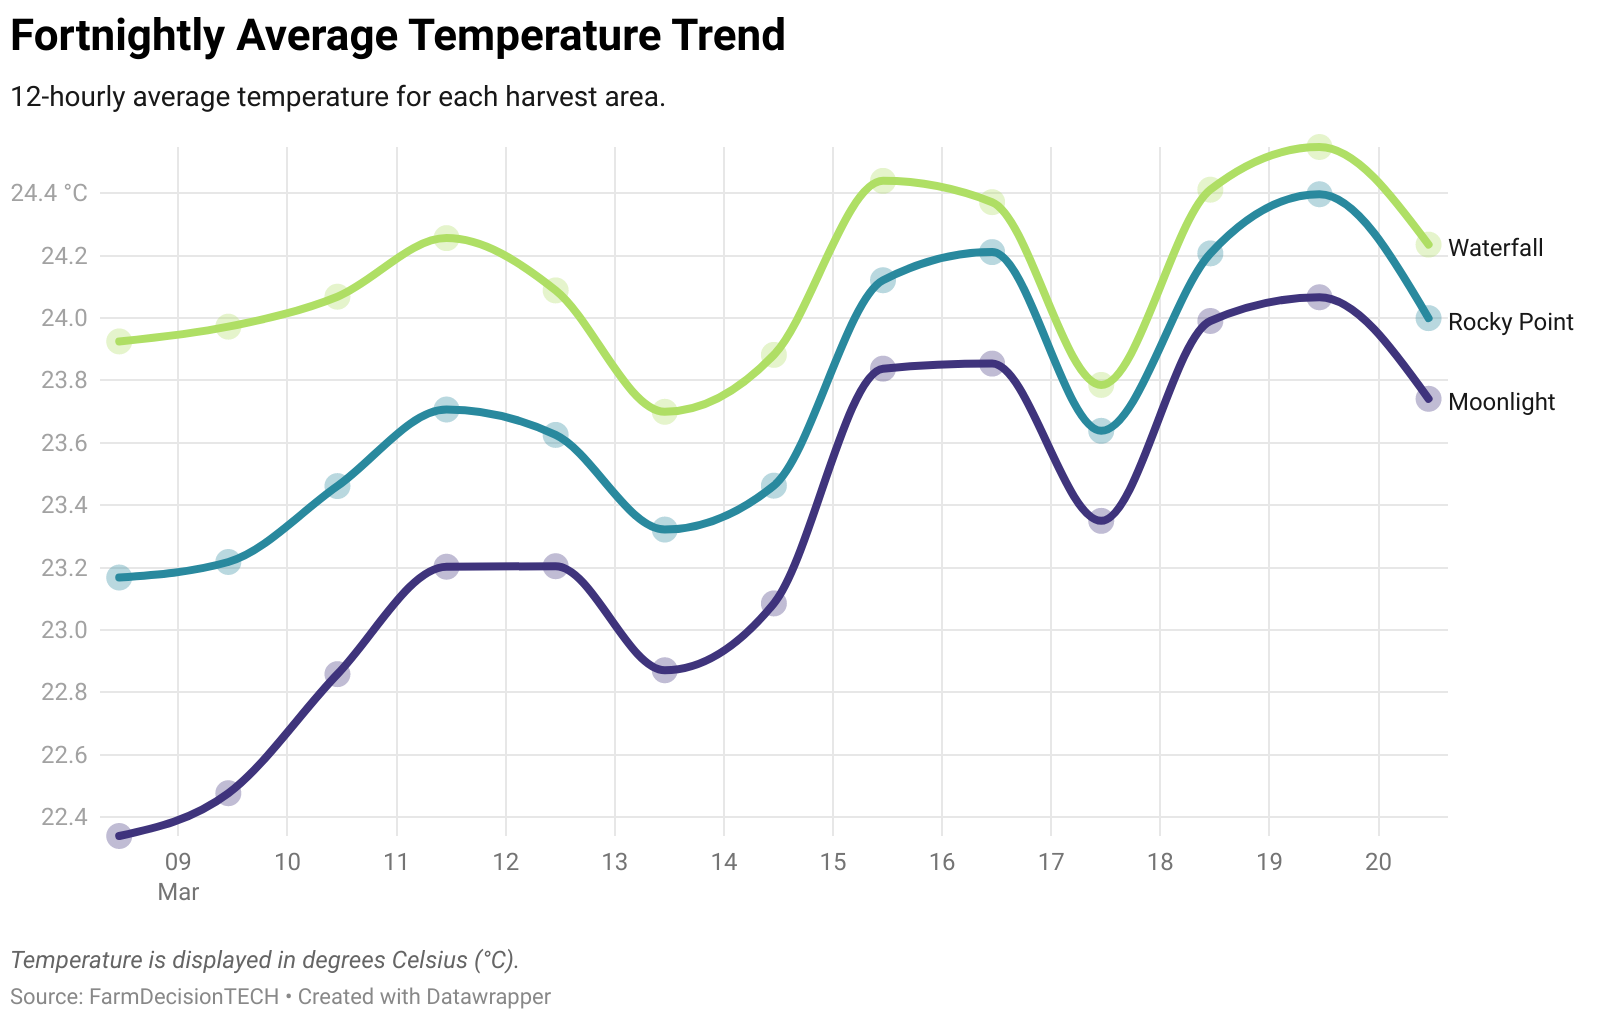 Fortnightly Average Temperature Trend
12-hourly average temperature for each harvest area.
24.4 °C
24.2
24.0
23.8
23.6
23.4
23.2
23.0
22.8
22.6
22.4
Waterfall
Rocky Point
Moonlight
09 10 11 12 13 14 15 16 17 18 19 20
Mar
Temperature is displayed in degrees Celsius (°C).
Source: FarmDecisionTECH • Created with Datawrapper